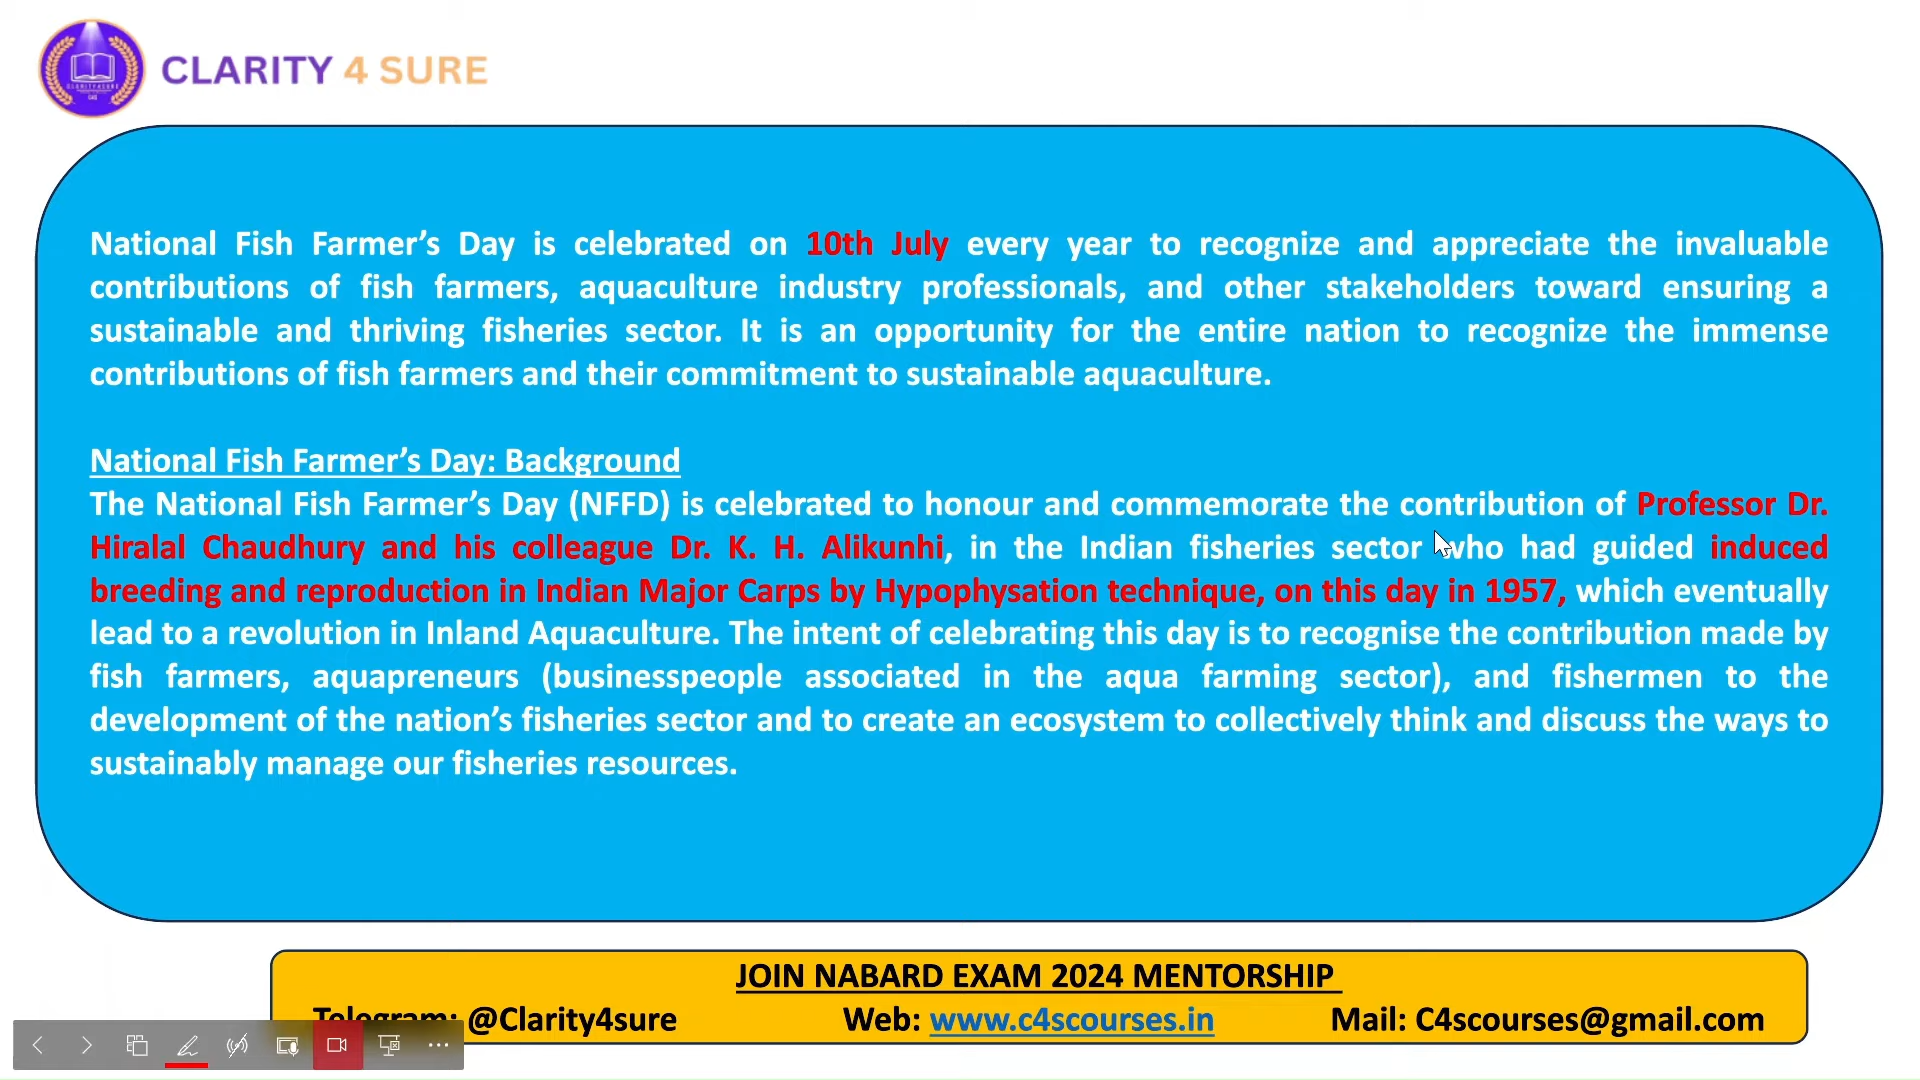 CLARITY 4 SURE
National Fish Farmer’s Day is celebrated on 10th July every year to recognize and appreciate the invaluable
contributions of fish farmers, aquaculture industry professionals, and other stakeholders toward ensuring a
sustainable and thriving fisheries sector. It is an opportunity for the entire nation to recognize the immense
contributions of fish farmers and their commitment to sustainable aquaculture.
National Fish Farmer’s Day: Background
The National Fish Farmer’s Day (NFFD) is celebrated to honour and commemorate the contribution of Professor Dr.
Hiralal Chaudhury and his colleague Dr. K. H. Alikunhi, in the Indian fisheries sector who had guided induced
breeding and reproduction in Indian Major Carps by Hypophysation technique, on this day in 1957, which eventually
lead to a revolution in Inland Aquaculture. The intent of celebrating this day is to recognise the contribution made by
fish farmers, aquapreneurs (businesspeople associated in the aqua farming sector), and fishermen to the
development of the nation’s fisheries sector and to create an ecosystem to collectively think and discuss the ways to
sustainably manage our fisheries resources.
JOIN NABARD EXAM 2024 MENTORSHIP
Telegram: @Clarity4sure Web: www.c4scourses.in Mail: C4scourses@gmail.com